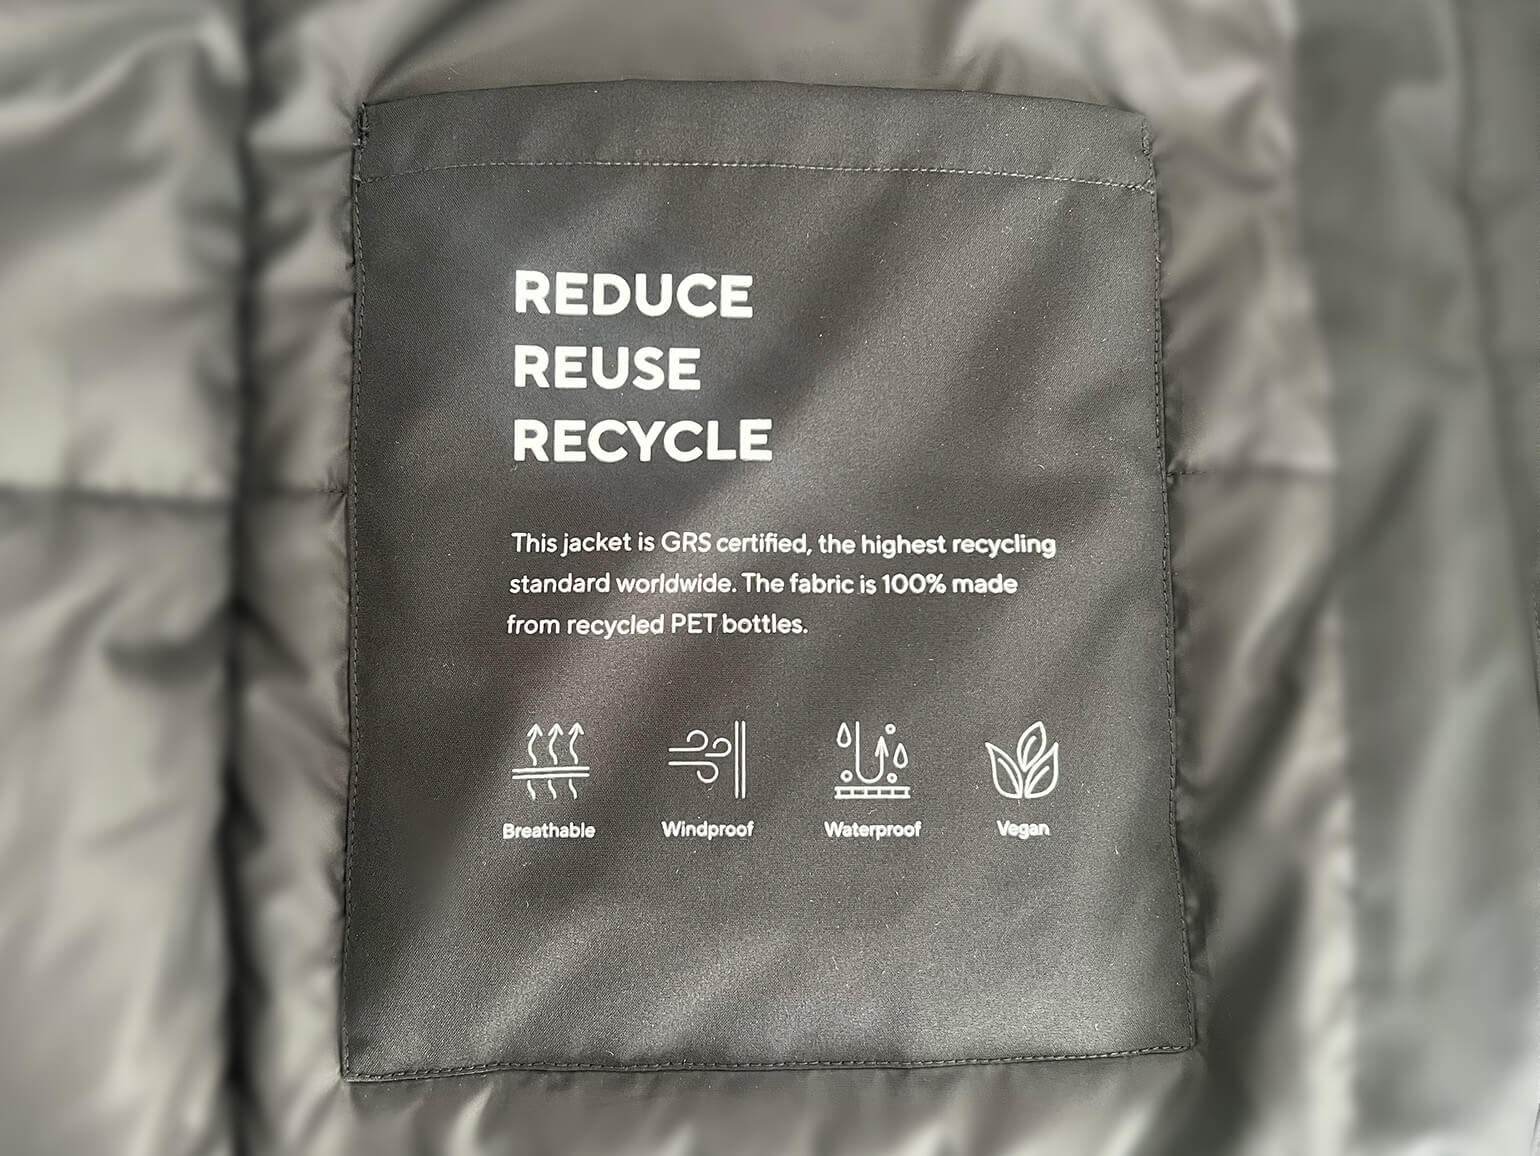 REDUCE
REUSE
RECYCLE
This jacket is GRS certified, the highest recycling
standard worldwide. The fabric is 100% made
from recycled PET bottles.
Breathable Windproof Waterproof Vegan